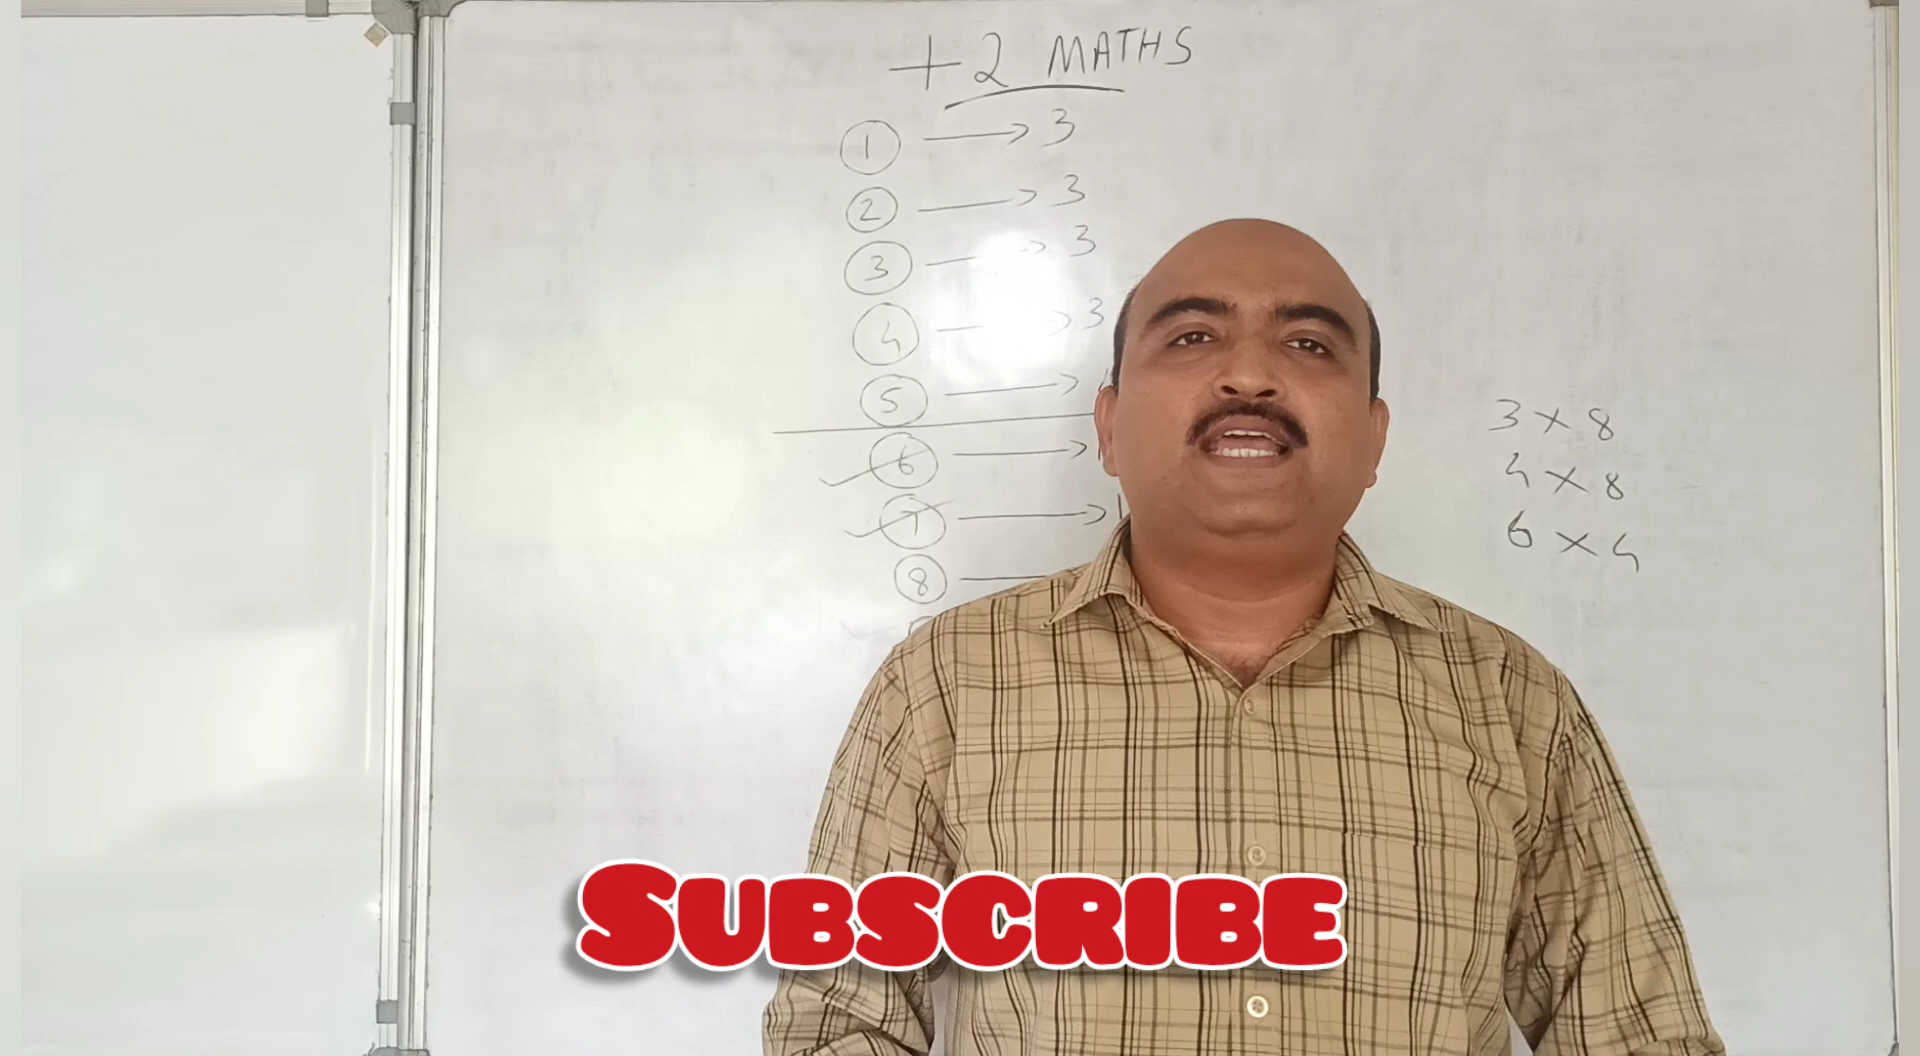 +2 MATHS
1 → 3
2 → 3
3 → 3
4 → 3
5 →
6 →
7 →
8
3 × 8
4 × 8
6 × 4
SUBSCRIBE